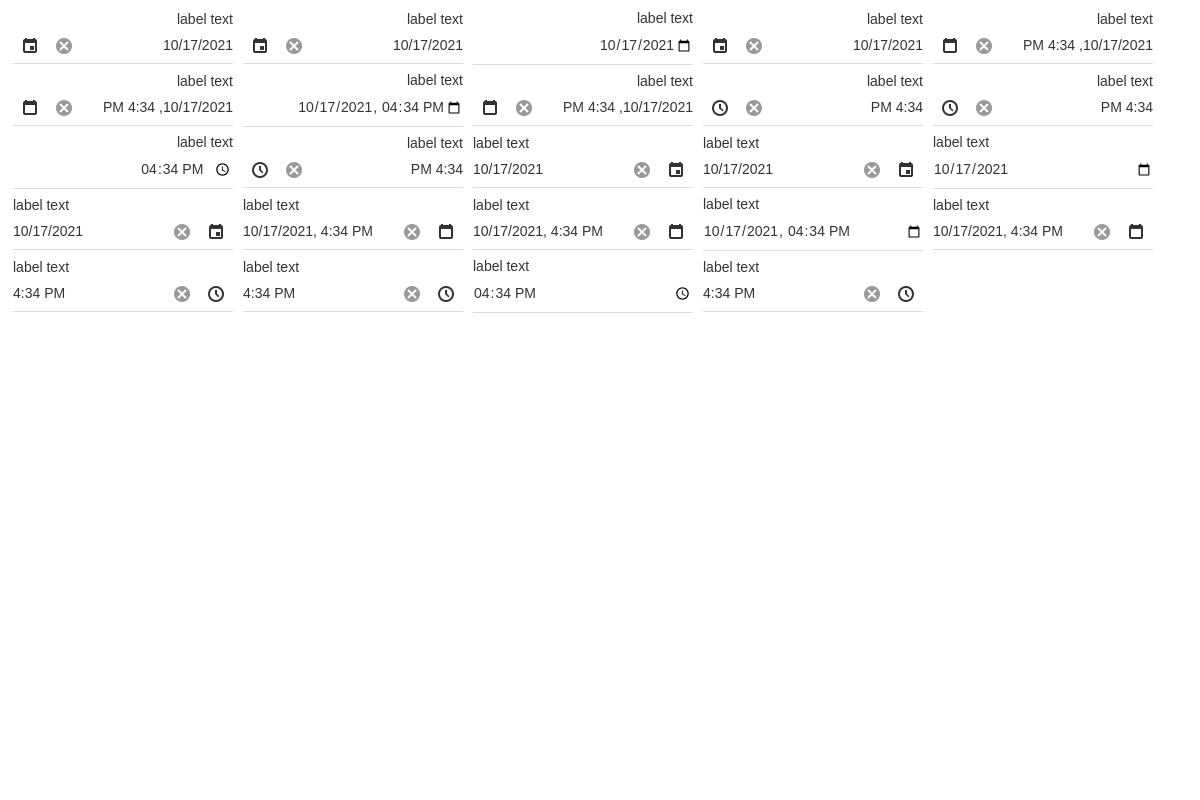 label text
label text
label text
label text
label text
10/17/2021
10/17/2021
10/17/2021
10/17/2021
PM 4:34 ,10/17/2021
label text
label text
label text
label text
label text
PM 4:34 ,10/17/2021
10/17/2021, 04:34 PM
PM 4:34 ,10/17/2021
PM 4:34
PM 4:34
label text
label text
label text
label text
label text
04:34 PM
PM 4:34
10/17/2021
10/17/2021
10/17/2021
label text
label text
label text
label text
label text
10/17/2021
10/17/2021, 4:34 PM
10/17/2021, 4:34 PM
10/17/2021, 04:34 PM
10/17/2021, 4:34 PM
label text
label text
label text
label text
4:34 PM
4:34 PM
04:34 PM
4:34 PM